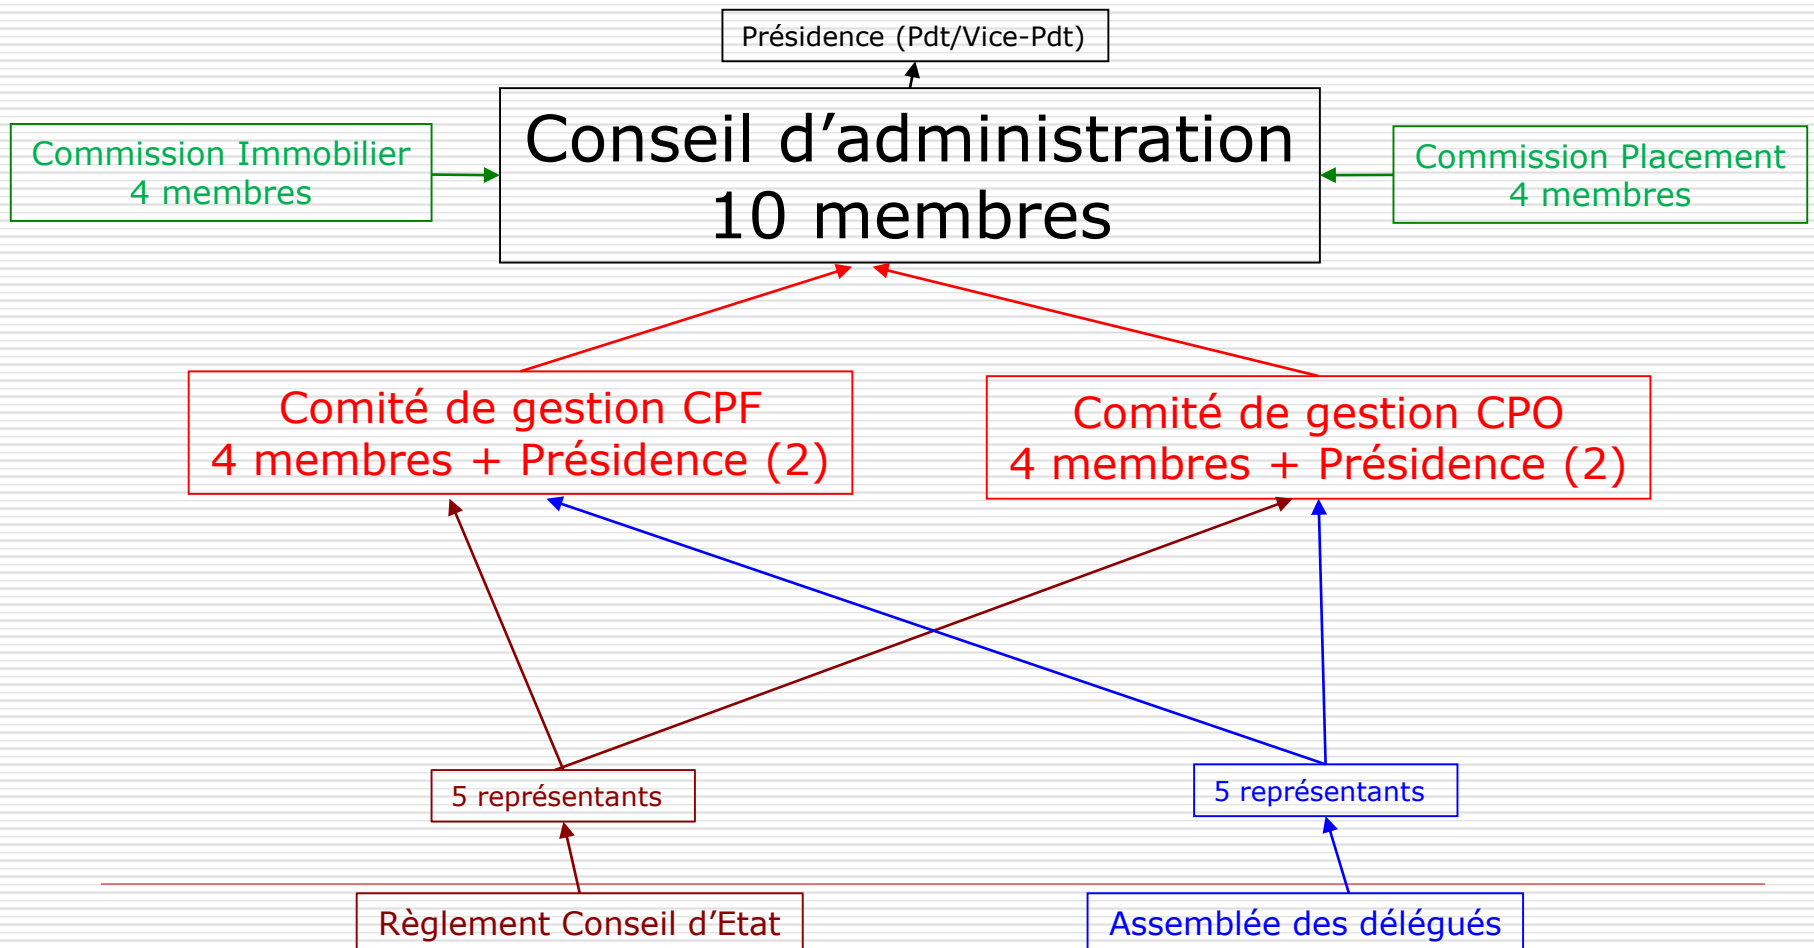 Présidence (Pdt/Vice-Pdt)
Conseil d’administration
10 membres
Commission Immobilier
4 membres
Commission Placement
4 membres
Comité de gestion CPF
4 membres + Présidence (2)
Comité de gestion CPO
4 membres + Présidence (2)
5 représentants
5 représentants
Règlement Conseil d’Etat
Assemblée des délégués